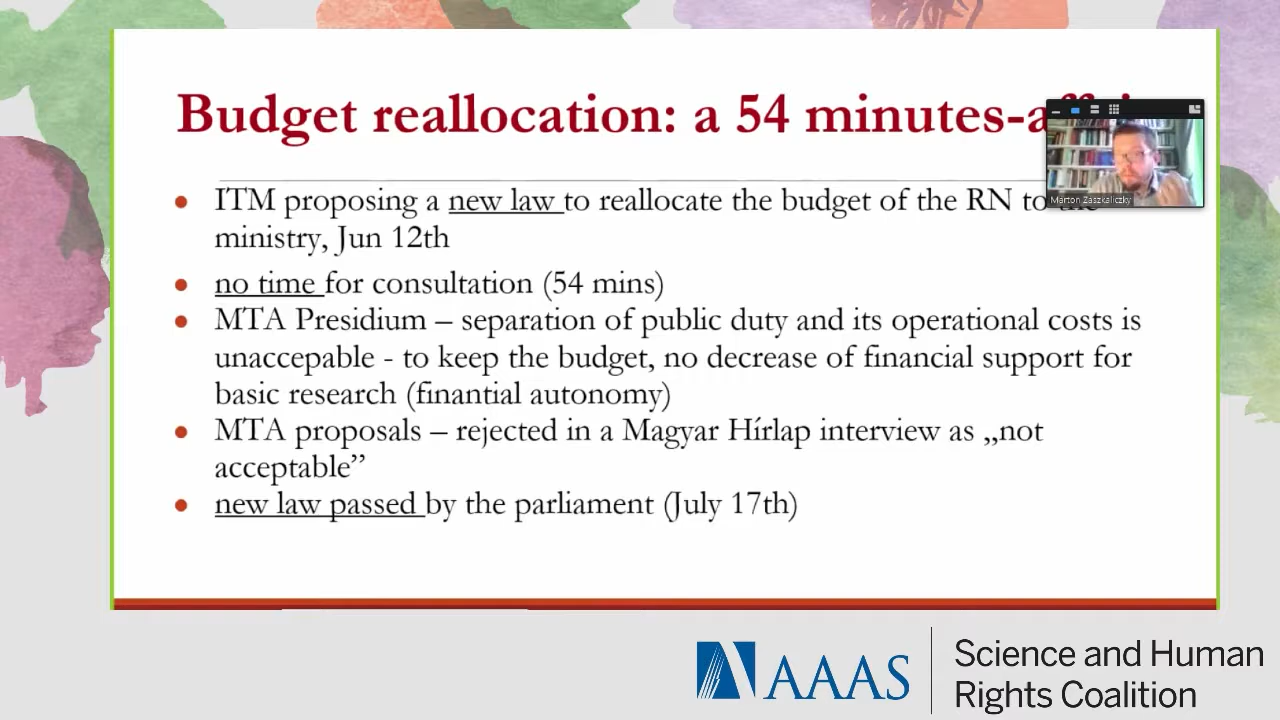 Budget reallocation: a 54 minutes-
Marton Zaszkaliczky
• ITM proposing a new law to reallocate the budget of the RN to the
ministry, Jun 12th
• no time for consultation (54 mins)
• MTA Presidium – separation of public duty and its operational costs is
unaccepable - to keep the budget, no decrease of financial support for
basic research (finantial autonomy)
• MTA proposals – rejected in a Magyar Hírlap interview as „not
acceptable”
• new law passed by the parliament (July 17th)
AAAS
Science and Human
Rights Coalition